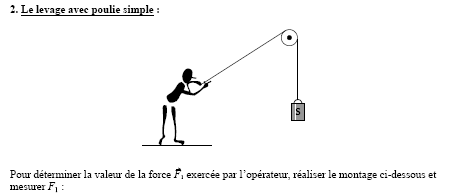 2. Le levage avec poulie simple :
S
Pour déterminer la valeur de la force F⃗₁ exercée par l'opérateur, réaliser le montage ci-dessous et
mesurer F₁ :